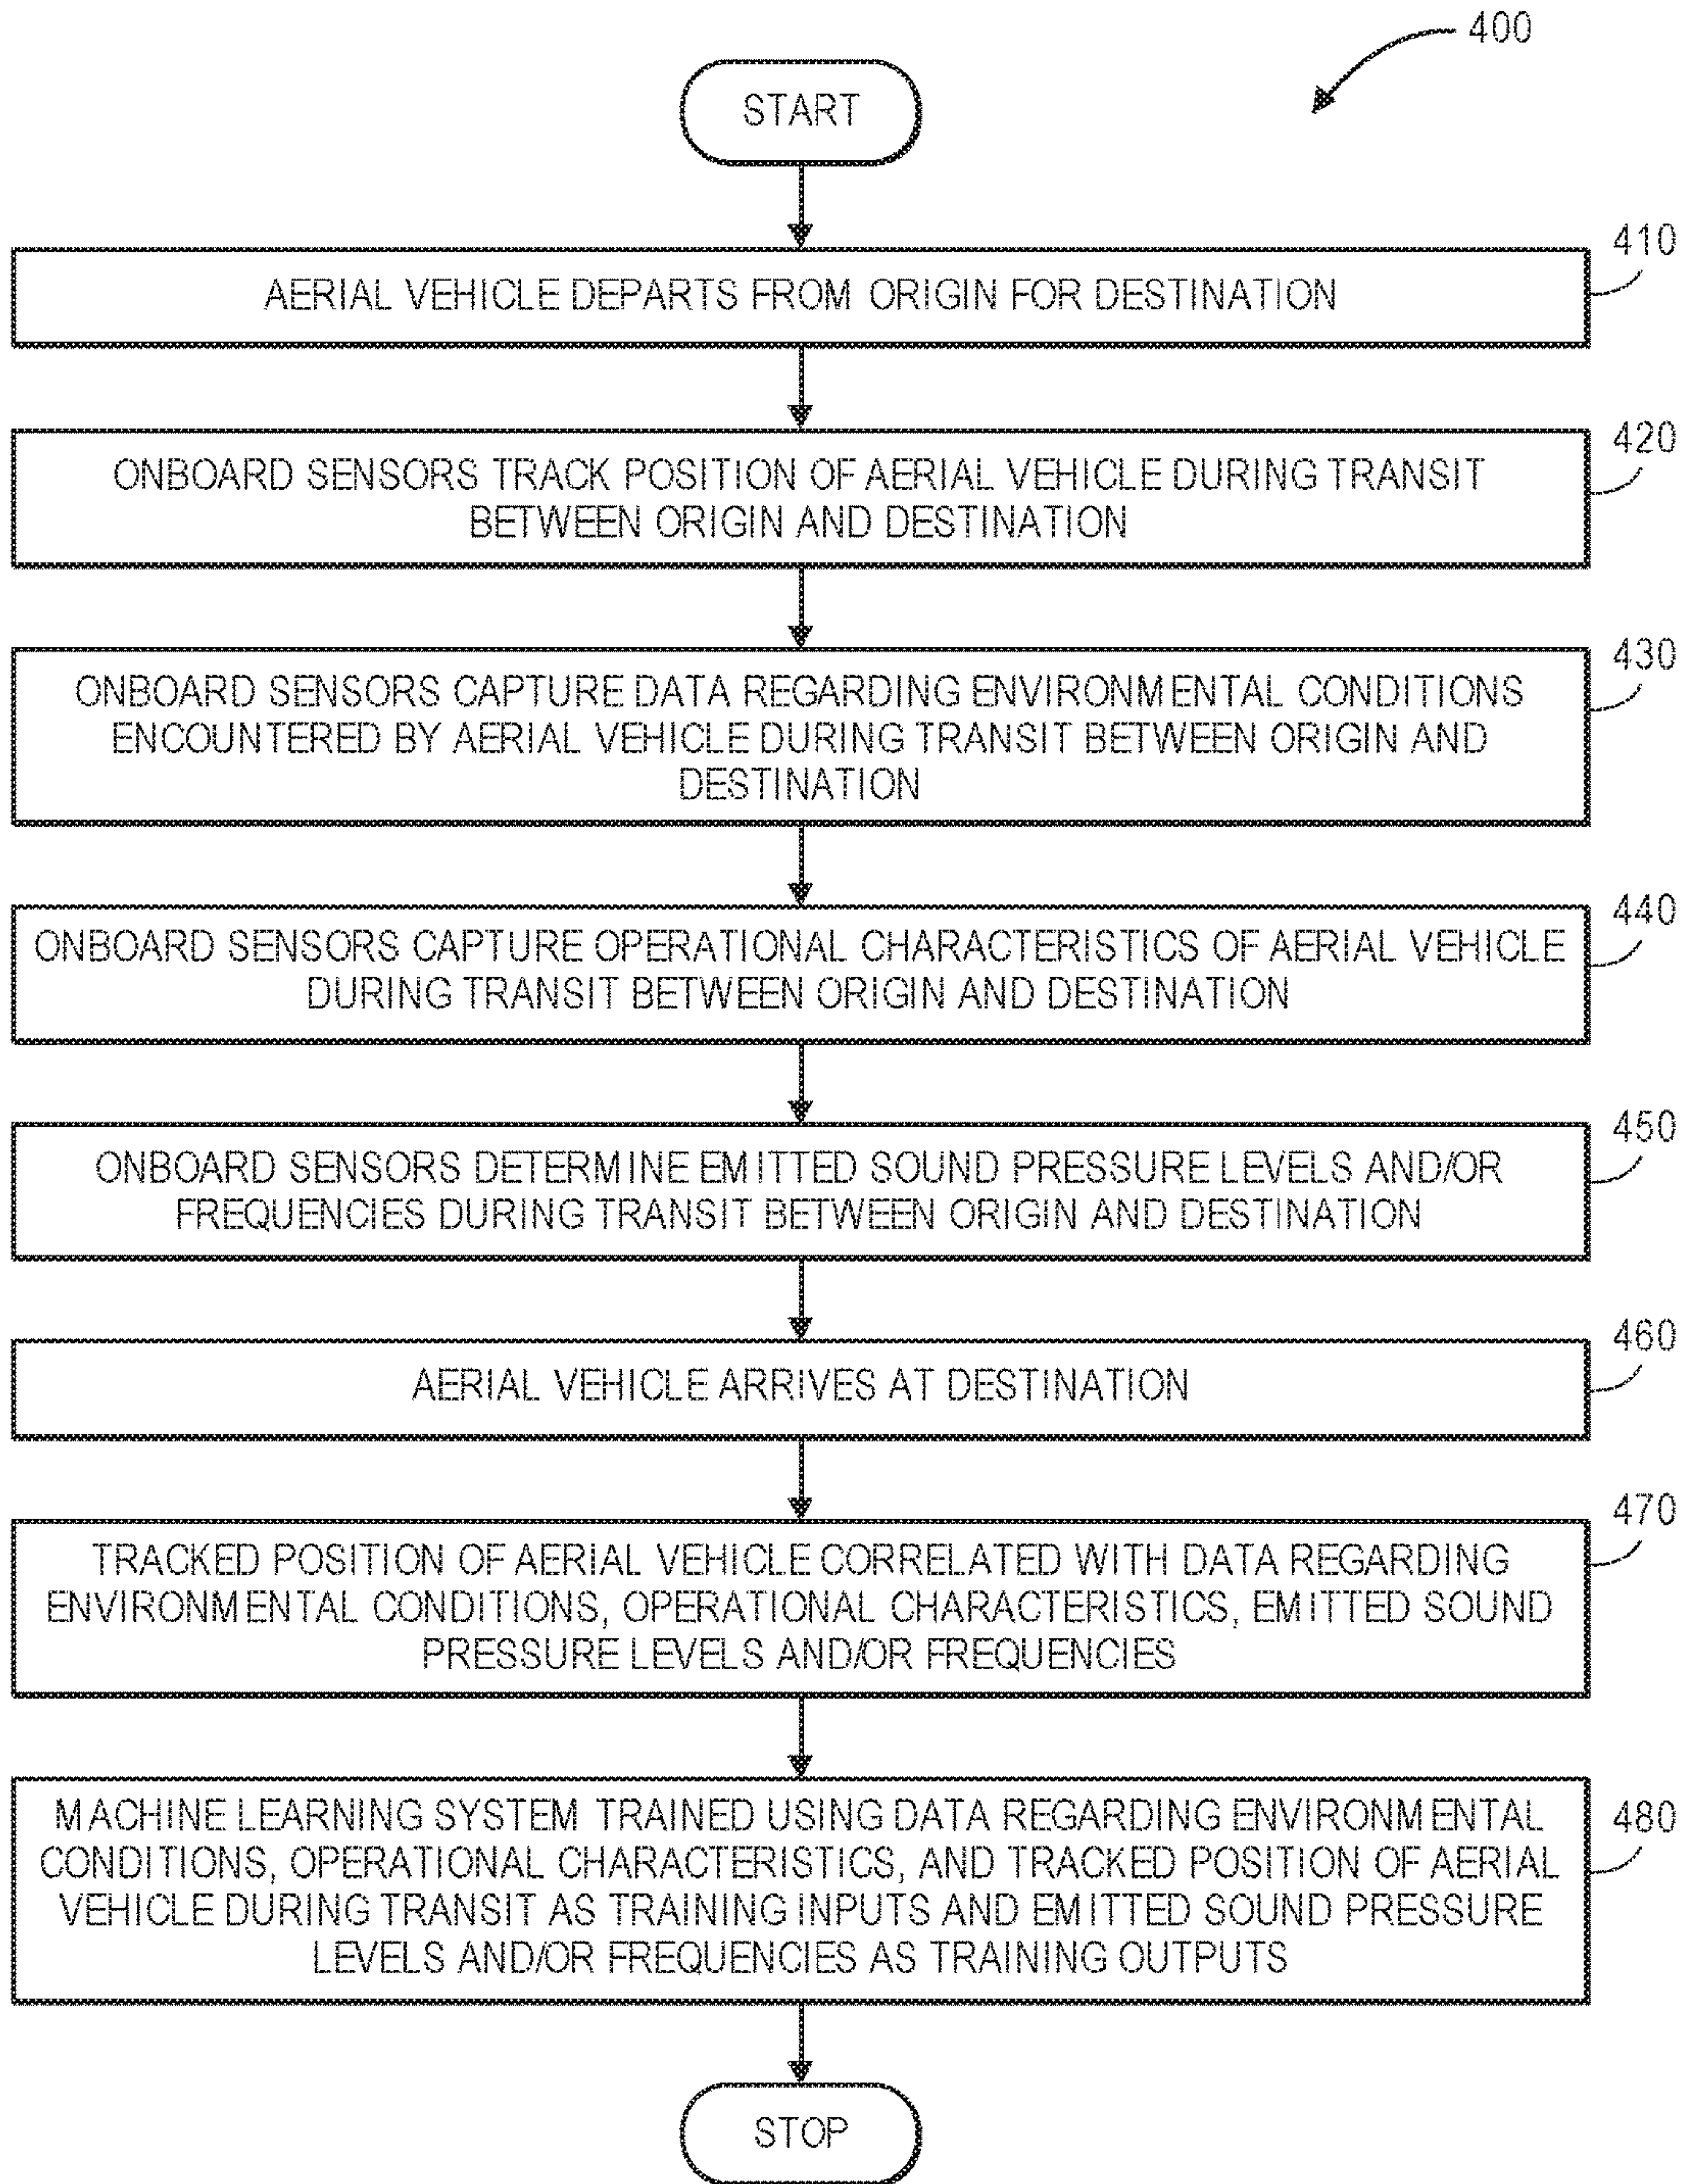 400
START
410
AERIAL VEHICLE DEPARTS FROM ORIGIN FOR DESTINATION
420
ONBOARD SENSORS TRACK POSITION OF AERIAL VEHICLE DURING TRANSIT
BETWEEN ORIGIN AND DESTINATION
430
ONBOARD SENSORS CAPTURE DATA REGARDING ENVIRONMENTAL CONDITIONS
ENCOUNTERED BY AERIAL VEHICLE DURING TRANSIT BETWEEN ORIGIN AND
DESTINATION
440
ONBOARD SENSORS CAPTURE OPERATIONAL CHARACTERISTICS OF AERIAL VEHICLE
DURING TRANSIT BETWEEN ORIGIN AND DESTINATION
450
ONBOARD SENSORS DETERMINE EMITTED SOUND PRESSURE LEVELS AND/OR
FREQUENCIES DURING TRANSIT BETWEEN ORIGIN AND DESTINATION
460
AERIAL VEHICLE ARRIVES AT DESTINATION
470
TRACKED POSITION OF AERIAL VEHICLE CORRELATED WITH DATA REGARDING
ENVIRONMENTAL CONDITIONS, OPERATIONAL CHARACTERISTICS, EMITTED SOUND
PRESSURE LEVELS AND/OR FREQUENCIES
480
MACHINE LEARNING SYSTEM TRAINED USING DATA REGARDING ENVIRONMENTAL
CONDITIONS, OPERATIONAL CHARACTERISTICS, AND TRACKED POSITION OF AERIAL
VEHICLE DURING TRANSIT AS TRAINING INPUTS AND EMITTED SOUND PRESSURE
LEVELS AND/OR FREQUENCIES AS TRAINING OUTPUTS
STOP